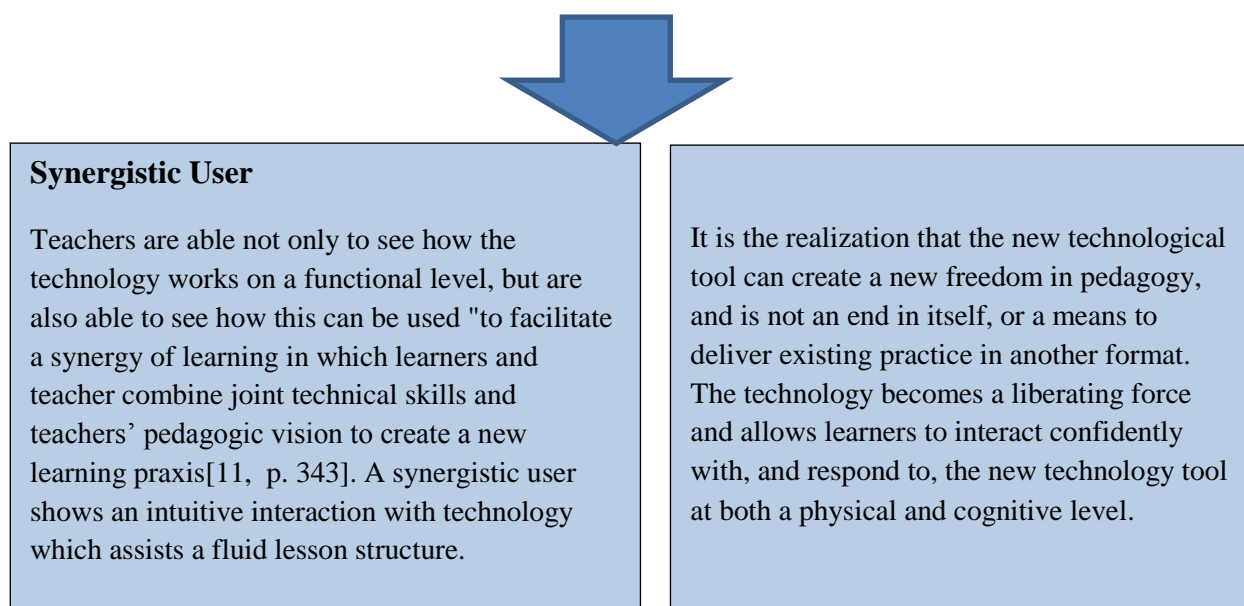 Synergistic User
Teachers are able not only to see how the
technology works on a functional level, but are
also able to see how this can be used "to facilitate
a synergy of learning in which learners and
teacher combine joint technical skills and
teachers’ pedagogic vision to create a new
learning praxis[11,  p. 343]. A synergistic user
shows an intuitive interaction with technology
which assists a fluid lesson structure.
It is the realization that the new technological
tool can create a new freedom in pedagogy,
and is not an end in itself, or a means to
deliver existing practice in another format.
The technology becomes a liberating force
and allows learners to interact confidently
with, and respond to, the new technology tool
at both a physical and cognitive level.